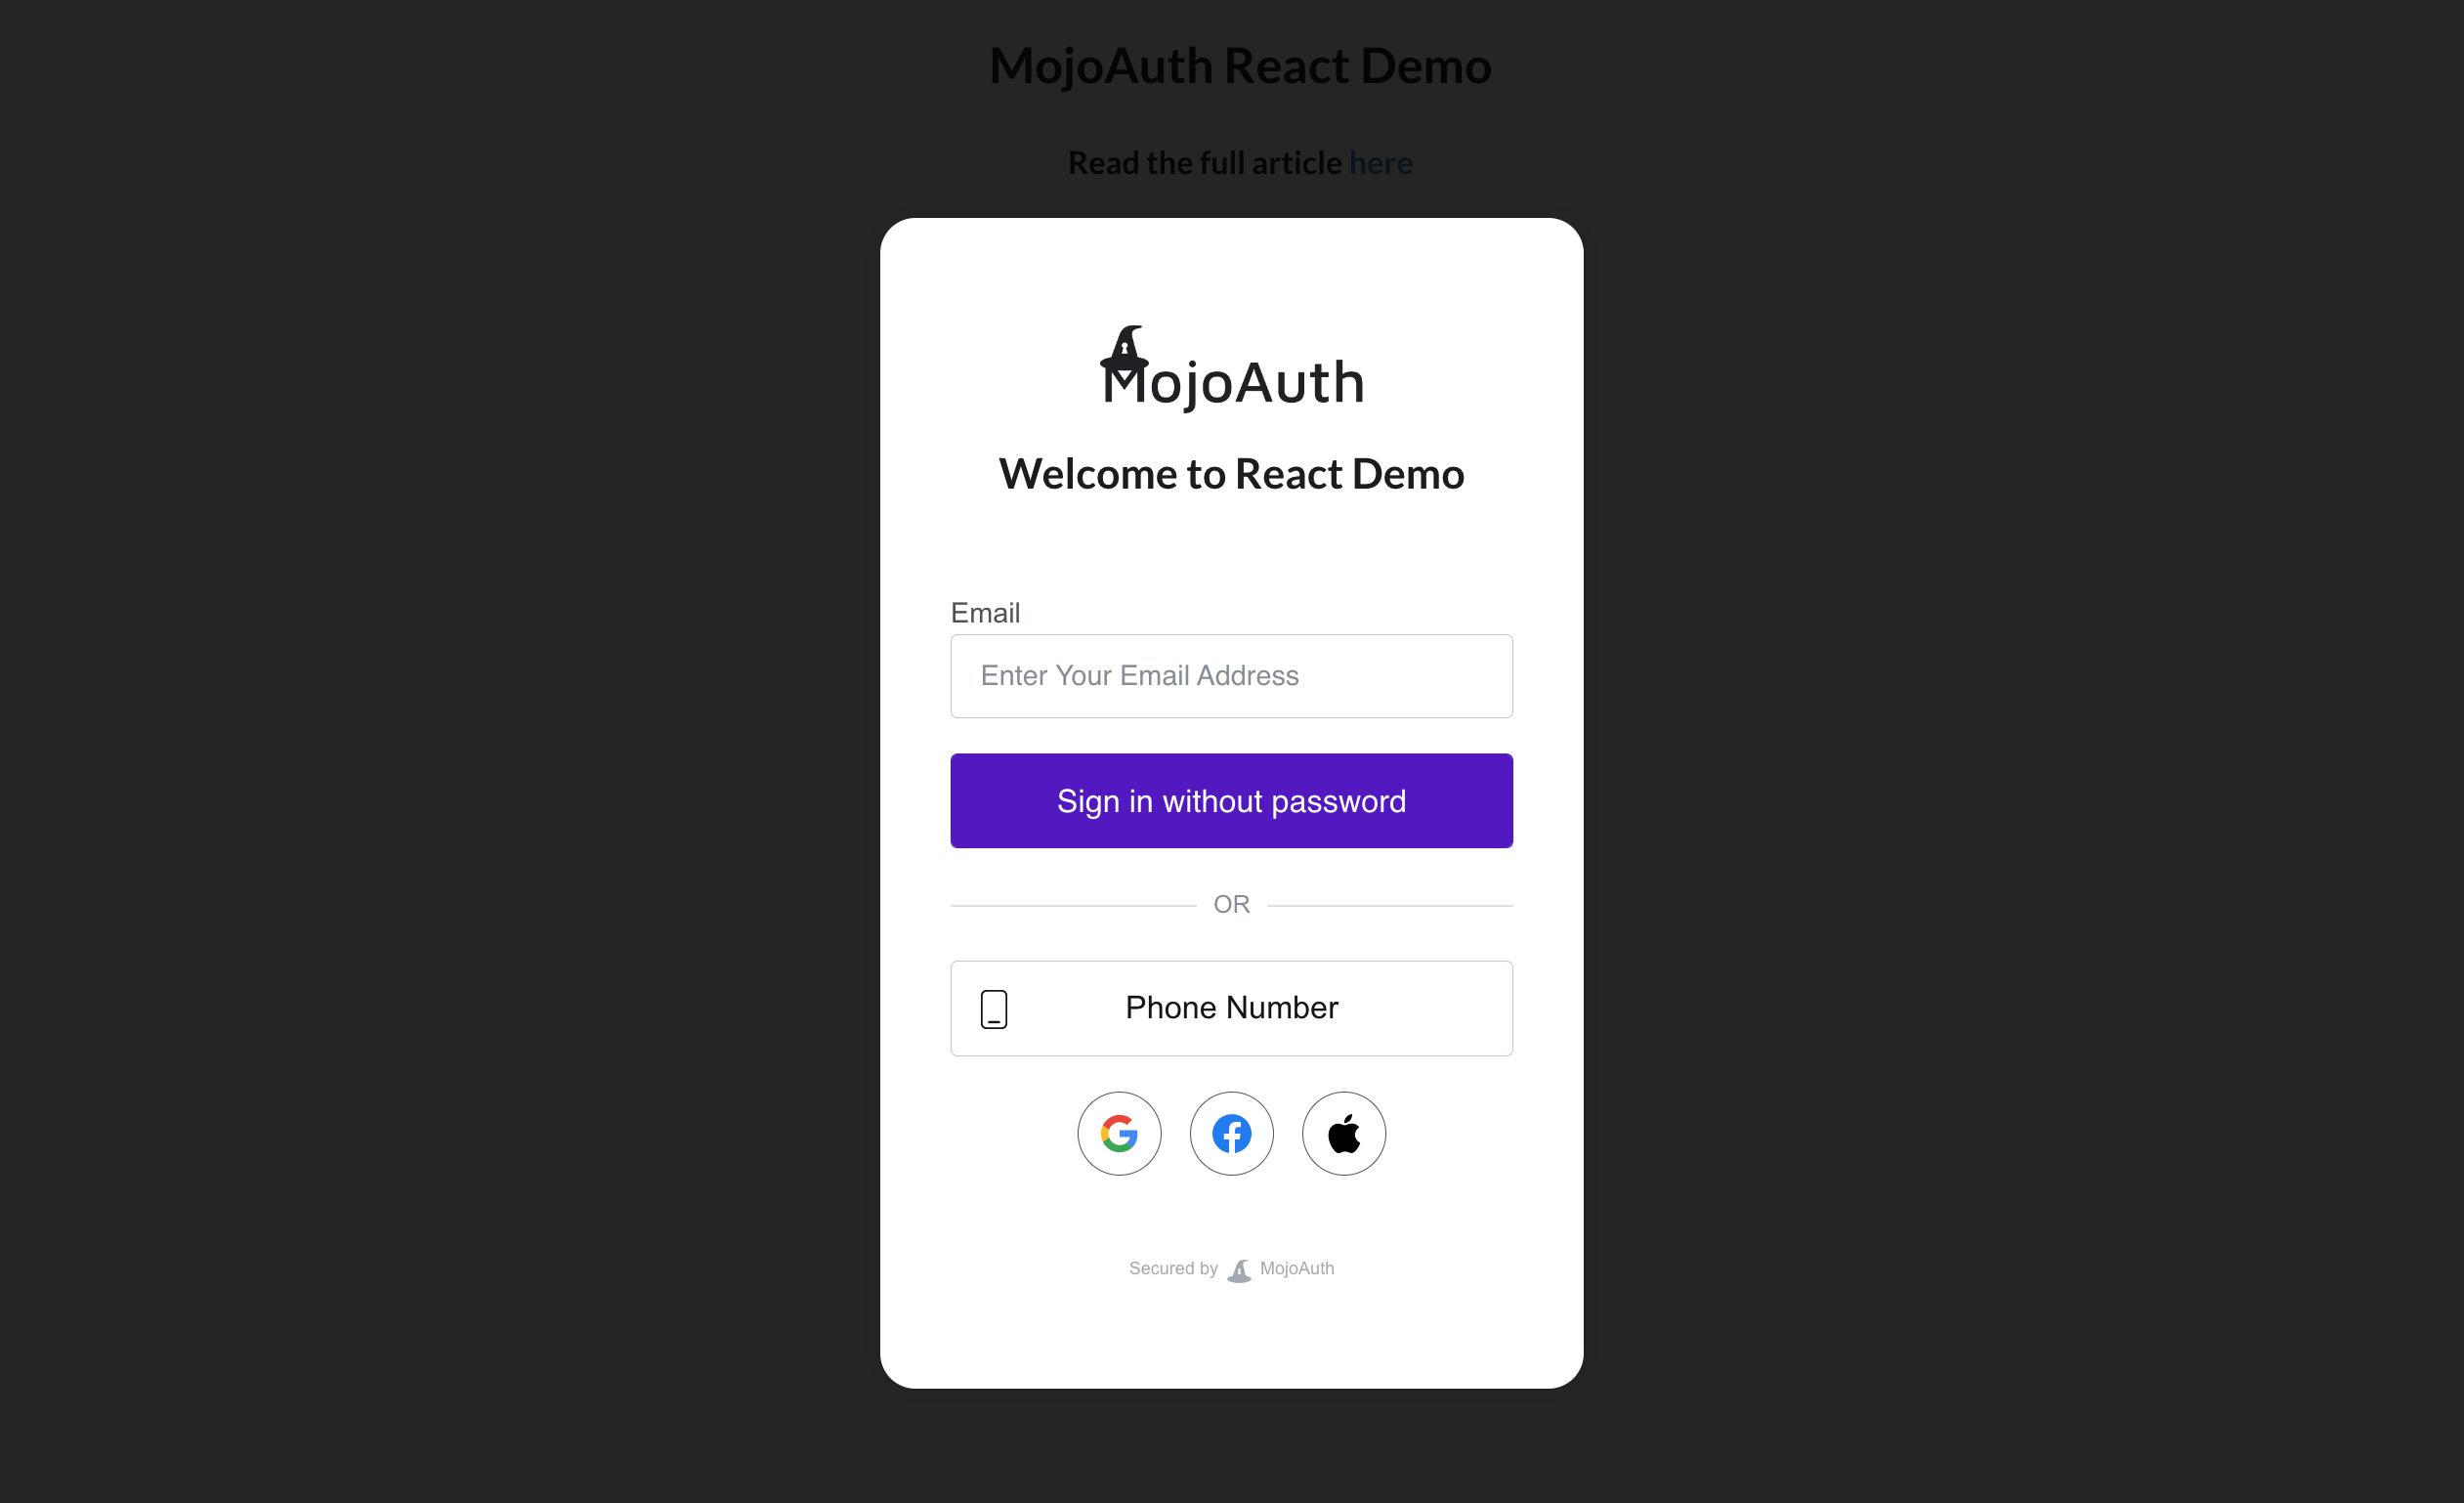 MojoAuth React Demo
Read the full article here
MojoAuth
Welcome to React Demo
Email
Enter Your Email Address
Sign in without password
OR
Phone Number
Secured by MojoAuth